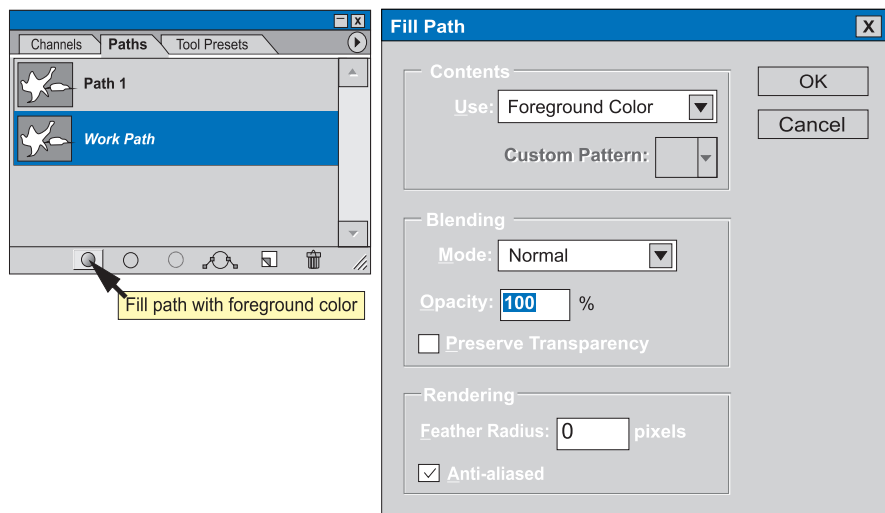 x
Channels Paths Tool Presets
Path 1
Work Path
Fill path with foreground color
Fill Path X
Contents
Use: Foreground Color
Custom Pattern:
OK
Cancel
Blending
Mode: Normal
Opacity: 100 %
Preserve Transparency
Rendering
Feather Radius: 0 pixels
Anti-aliased